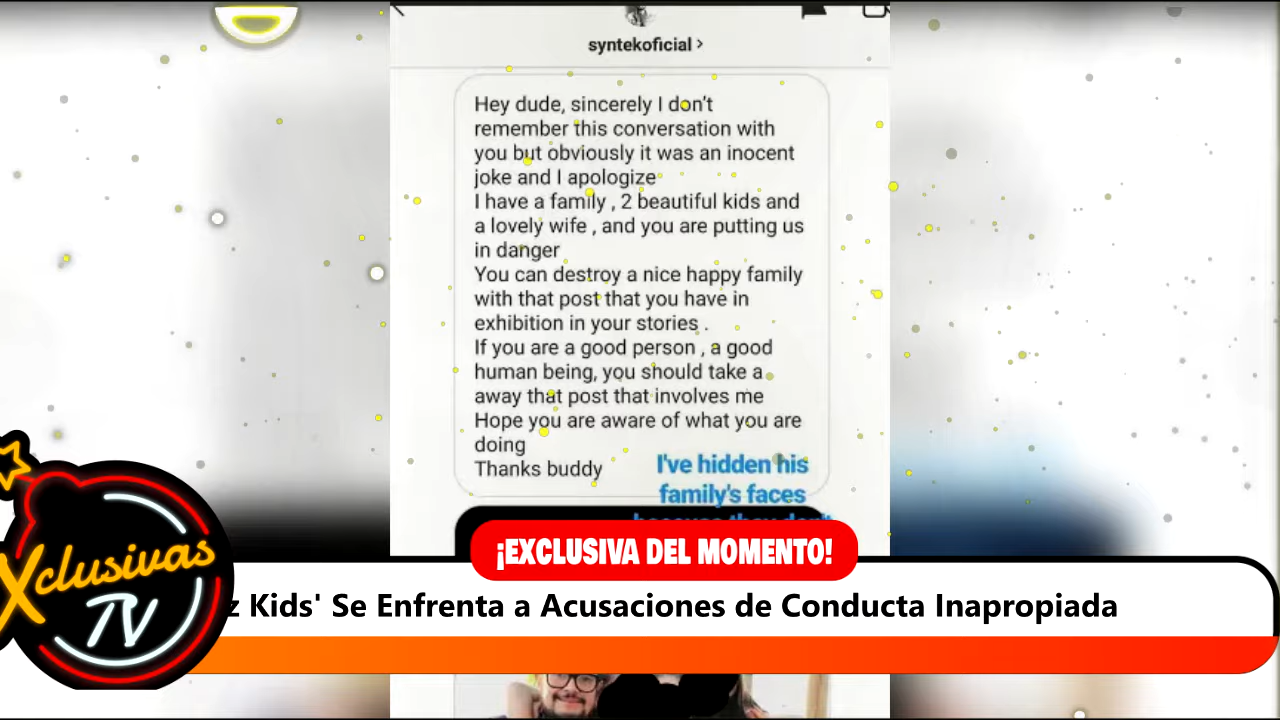 syntekoficial >
Hey dude, sincerely I don't
remember this conversation with
you but obviously it was an inocent
joke and I apologize
I have a family , 2 beautiful kids and
a lovely wife , and you are putting us
in danger
You can destroy a nice happy family
with that post that you have in
exhibition in your stories .
If you are a good person , a good
human being, you should take a
away that post that involves me
Hope you are aware of what you are
doing
Thanks buddy
I've hidden his
family's faces
because they don't
¡EXCLUSIVA DEL MOMENTO!
z Kids' Se Enfrenta a Acusaciones de Conducta Inapropiada
Xclusivas
TV